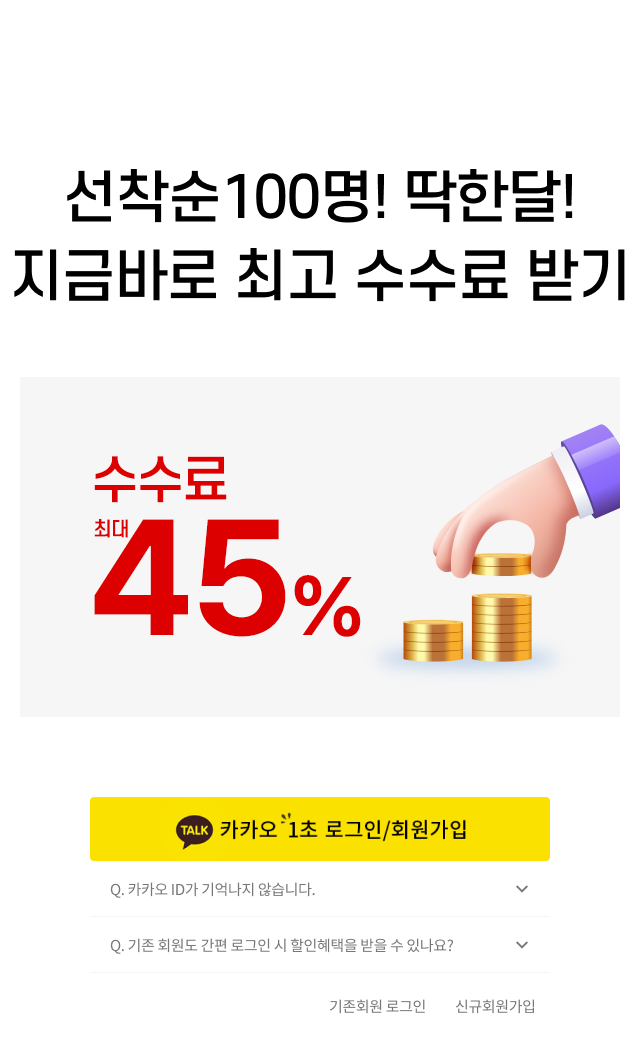 선착순100명! 딱한달!
지금바로 최고 수수료 받기
수수료
최대
45%
TALK 카카오 1초 로그인/회원가입
Q. 카카오 ID가 기억나지 않습니다.
Q. 기존 회원도 간편 로그인 시 할인혜택을 받을 수 있나요?
기존회원 로그인 신규회원가입